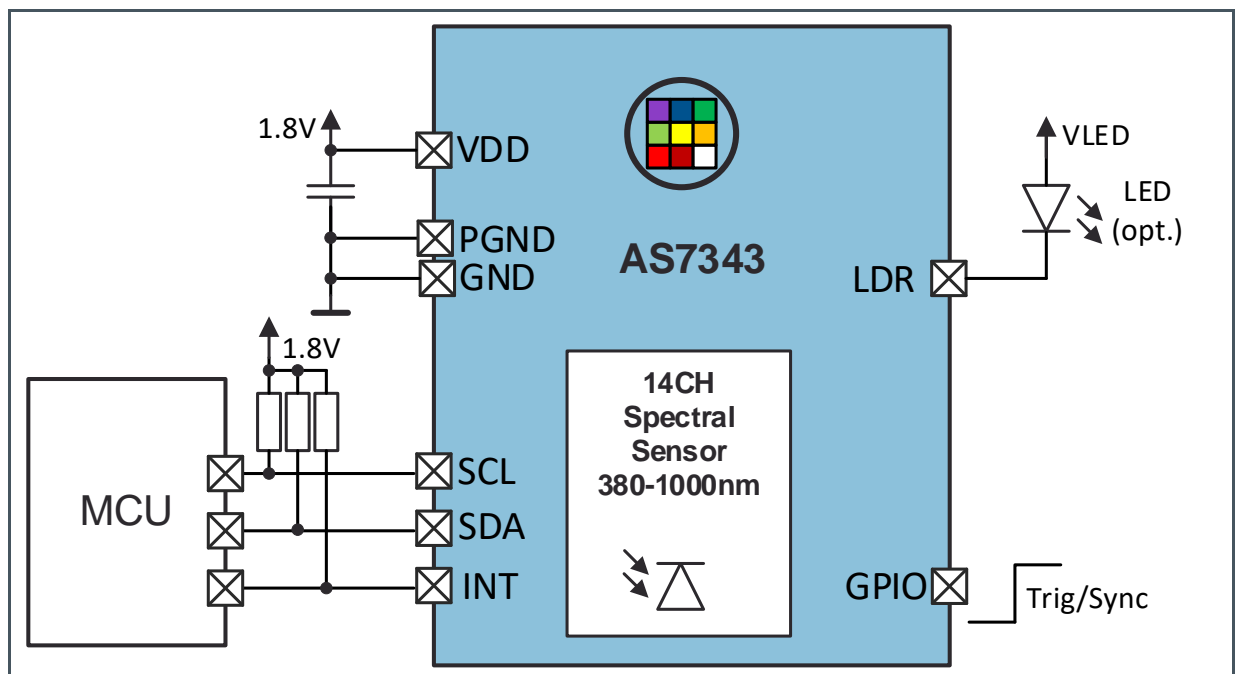 1.8V
VDD
PGND
GND
AS7343
VLED
LED
(opt.)
LDR
1.8V
14CH
Spectral
Sensor
380-1000nm
MCU
SCL
SDA
INT
GPIO
Trig/Sync